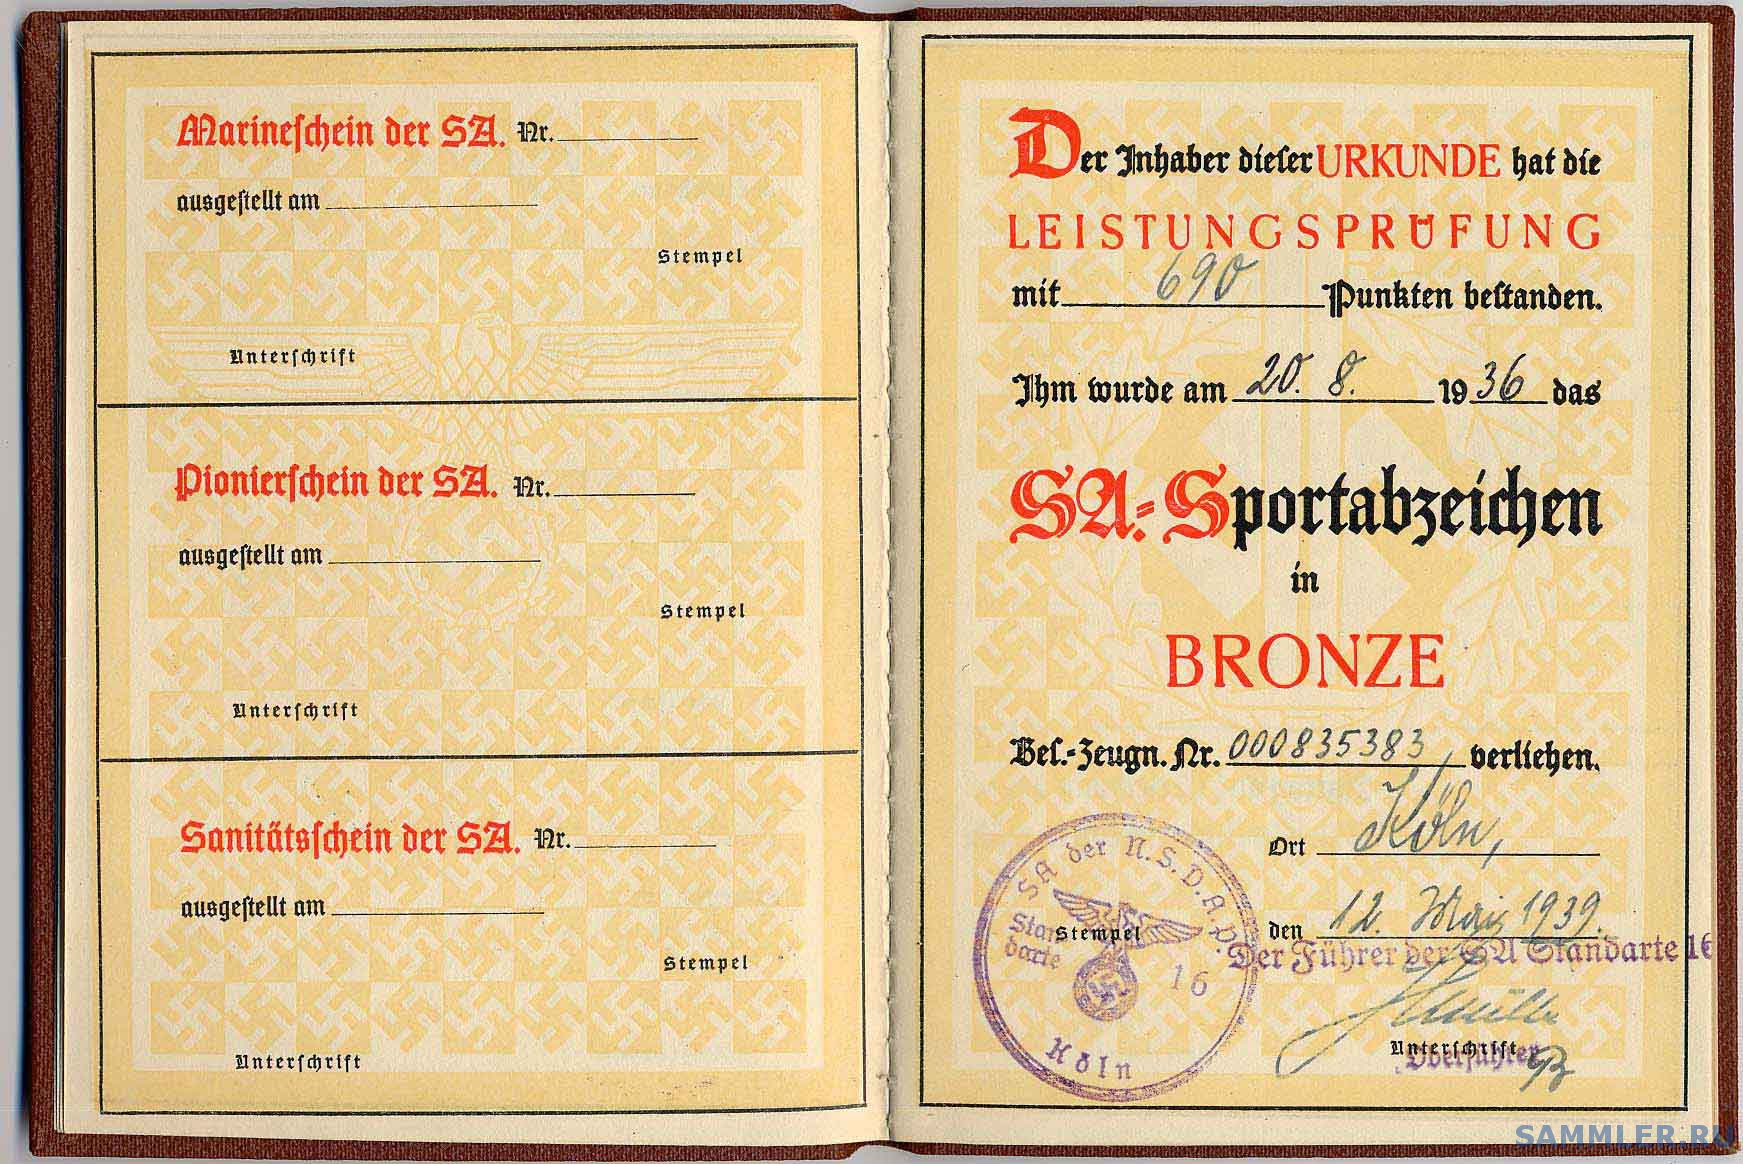 Marineschein der SA. Nr.
ausgestellt am
Stempel
Unterschrift
Pionierschein der SA. Nr.
ausgestellt am
Stempel
Unterschrift
Sanitätsschein der SA. Nr.
ausgestellt am
Stempel
Unterschrift
Der Inhaber dieser URKUNDE hat die
LEISTUNGSPRÜFUNG
mit 690 Punkten bestanden.
Ihm wurde am 20. 8. 1936 das
SA.-Sportabzeichen
in
BRONZE
Bes.-Zeugn. Nr. 000835383, verliehen.
Ort Köln,
den 12. Mai 1939.
Stempel
SA der N.S.D.A.P.
Standarte 16
Köln
Der Führer der SA Standarte 16
Unterschrift
Oberführer
SAMMLER.RU